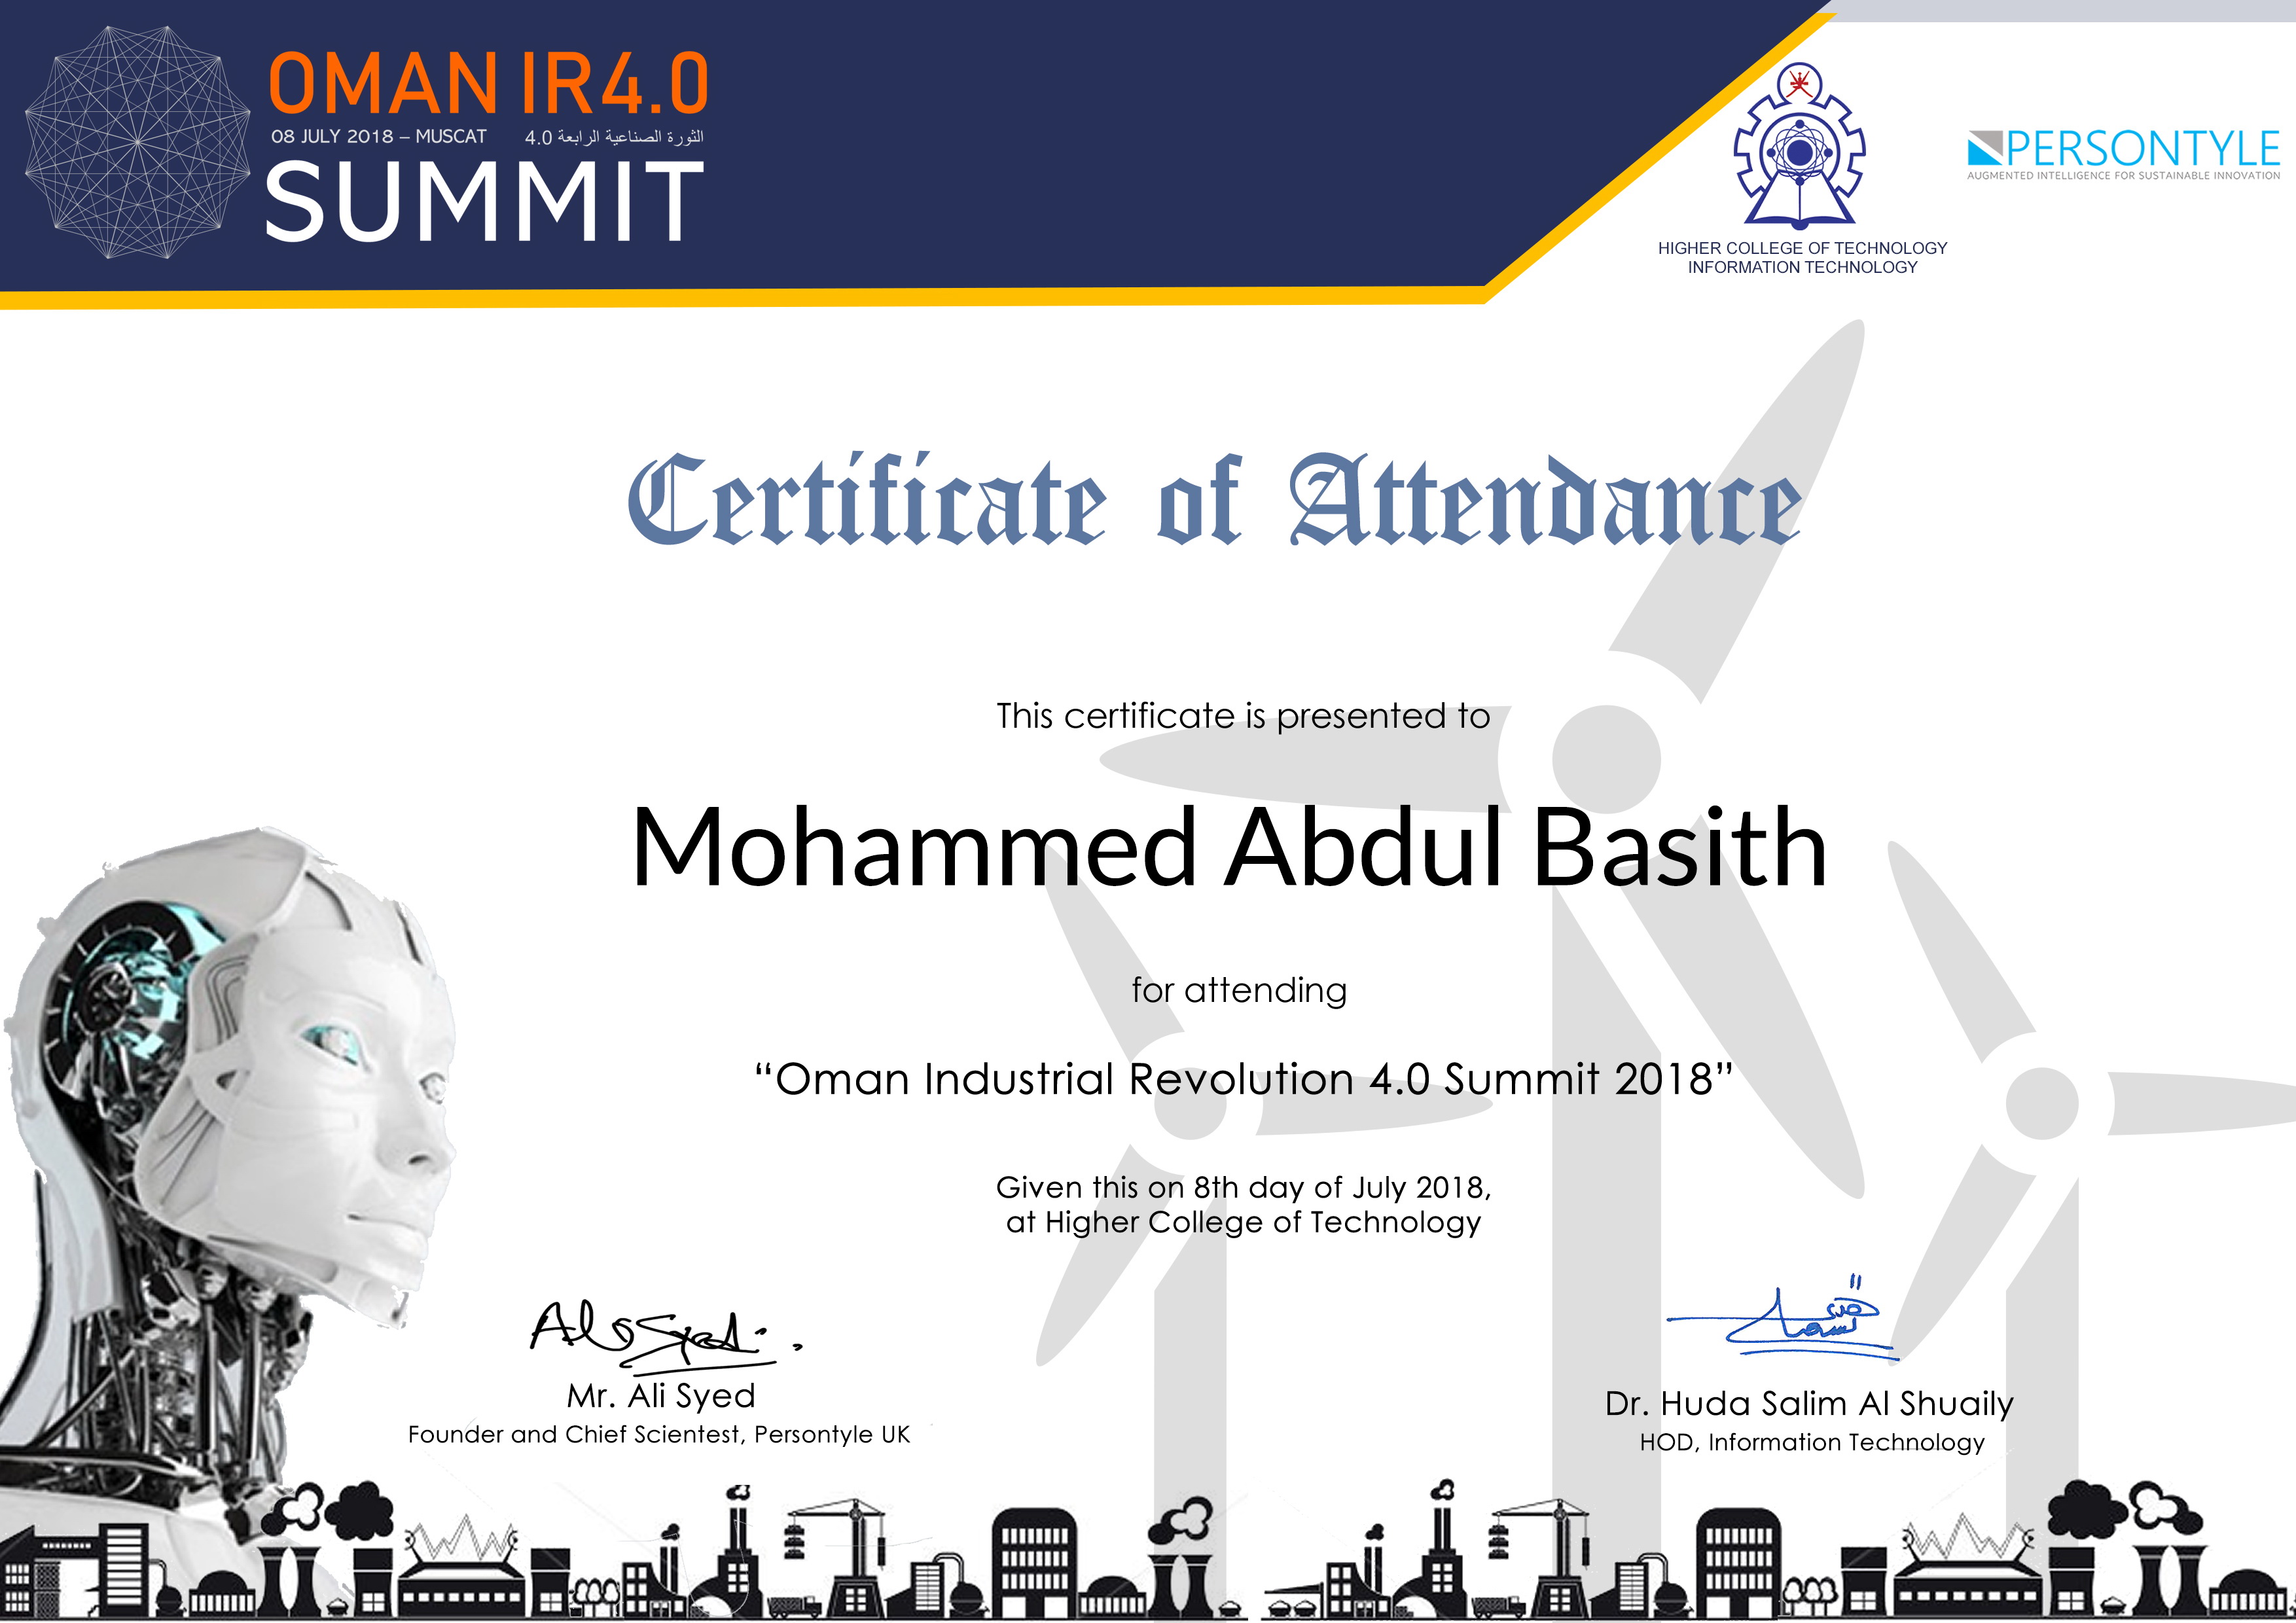 OMAN IR4.0
08 JULY 2018 – MUSCAT الثورة الصناعية الرابعة 4.0
SUMMIT
HIGHER COLLEGE OF TECHNOLOGY
INFORMATION TECHNOLOGY
PERSONTYLE
AUGMENTED INTELLIGENCE FOR SUSTAINABLE INNOVATION
Certificate of Attendance
This certificate is presented to
Mohammed Abdul Basith
for attending
“Oman Industrial Revolution 4.0 Summit 2018”
Given this on 8th day of July 2018,
at Higher College of Technology
Ali Syed
Mr. Ali Syed
Founder and Chief Scientest, Persontyle UK
Dr. Huda Salim Al Shuaily
HOD, Information Technology